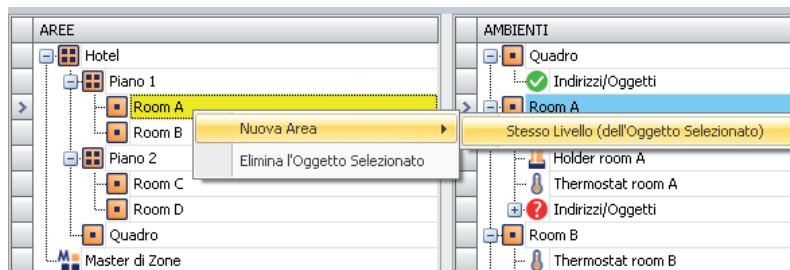 AREE
Hotel
Piano 1
Room A
Room B
Piano 2
Room C
Room D
Quadro
Master di Zone
Nuova Area
Elimina l'Oggetto Selezionato
Stesso Livello (dell'Oggetto Selezionato)
AMBIENTI
Quadro
Indirizzi/Oggetti
Room A
Holder room A
Thermostat room A
Indirizzi/Oggetti
Room B
Thermostat room B